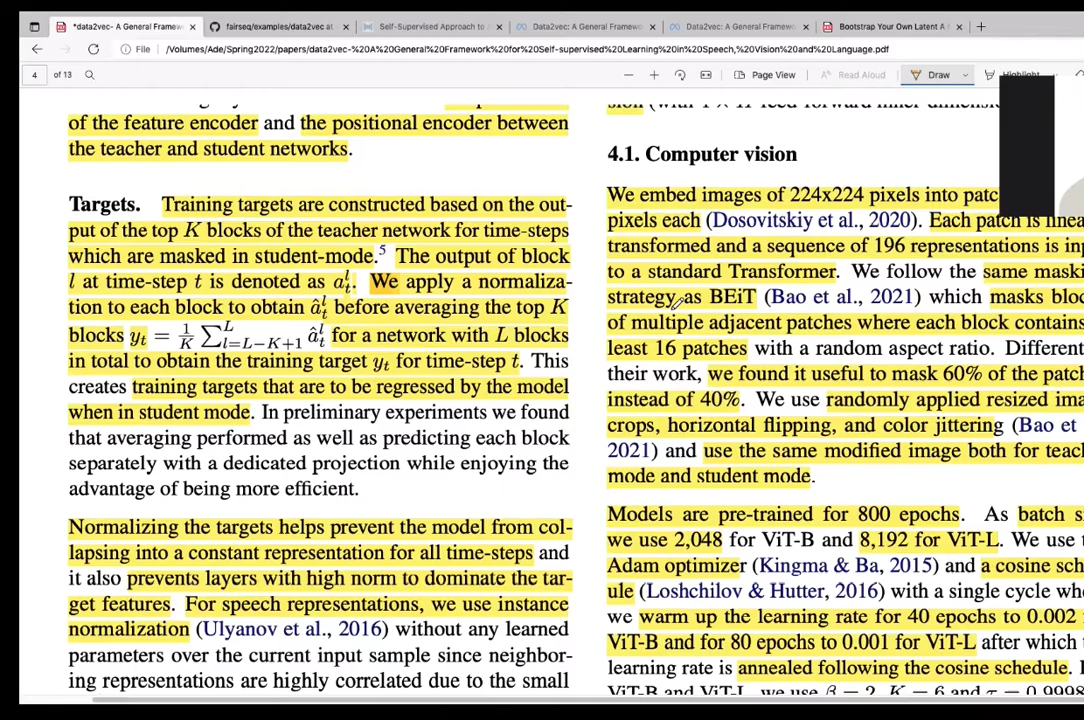 *data2vec- A General Framew
fairseq/examples/data2vec at
Self-Supervised Approach to
Data2vec: A General Framewo
Data2vec: A General Framewo
Bootstrap Your Own Latent A
File
/Volumes/Ade/Spring2022/papers/data2vec-%20A%20General%20Framework%20for%20Self-supervised%20Learning%20in%20Speech,%20Vision%20and%20Language.pdf
4 of 13
Page View
Read Aloud
Draw
Highlight
of the feature encoder and the positional encoder between
the teacher and student networks.
Targets. Training targets are constructed based on the out-
put of the top K blocks of the teacher network for time-steps
which are masked in student-mode.5 The output of block
l at time-step t is denoted as a_t^l. We apply a normaliza-
tion to each block to obtain â_t^l before averaging the top K
blocks y_t = 1/K ∑_{l=L−K+1}^L â_t^l for a network with L blocks
in total to obtain the training target y_t for time-step t. This
creates training targets that are to be regressed by the model
when in student mode. In preliminary experiments we found
that averaging performed as well as predicting each block
separately with a dedicated projection while enjoying the
advantage of being more efficient.
Normalizing the targets helps prevent the model from col-
lapsing into a constant representation for all time-steps and
it also prevents layers with high norm to dominate the tar-
get features. For speech representations, we use instance
normalization (Ulyanov et al., 2016) without any learned
parameters over the current input sample since neighbor-
ing representations are highly correlated due to the small
4.1. Computer vision
We embed images of 224x224 pixels into patc
pixels each (Dosovitskiy et al., 2020). Each patch is linea
transformed and a sequence of 196 representations is inp
to a standard Transformer. We follow the same maski
strategy as BEiT (Bao et al., 2021) which masks bloc
of multiple adjacent patches where each block contains
least 16 patches with a random aspect ratio. Different
their work, we found it useful to mask 60% of the patch
instead of 40%. We use randomly applied resized ima
crops, horizontal flipping, and color jittering (Bao et
2021) and use the same modified image both for teac
mode and student mode.
Models are pre-trained for 800 epochs. As batch s
we use 2,048 for ViT-B and 8,192 for ViT-L. We use t
Adam optimizer (Kingma & Ba, 2015) and a cosine sch
ule (Loshchilov & Hutter, 2016) with a single cycle whe
we warm up the learning rate for 40 epochs to 0.002
ViT-B and for 80 epochs to 0.001 for ViT-L after which t
learning rate is annealed following the cosine schedule.
ViT-B and ViT-L, we use β = 2, K = 6 and τ = 0.9998